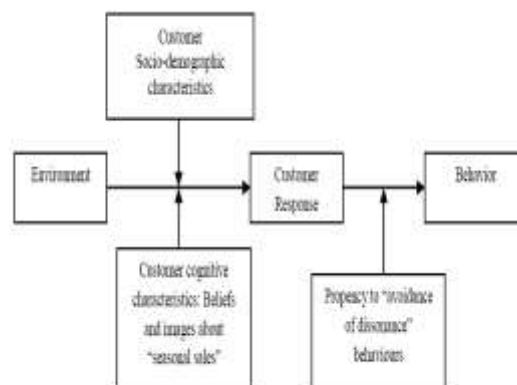 Customer
Socio-demographic
characteristics
Environment
Customer
Response
Behavior
Customer cognitive
characteristics: Beliefs
and images about
"seasonal sales"
Propency to "avoidance
of dissonance"
behaviours